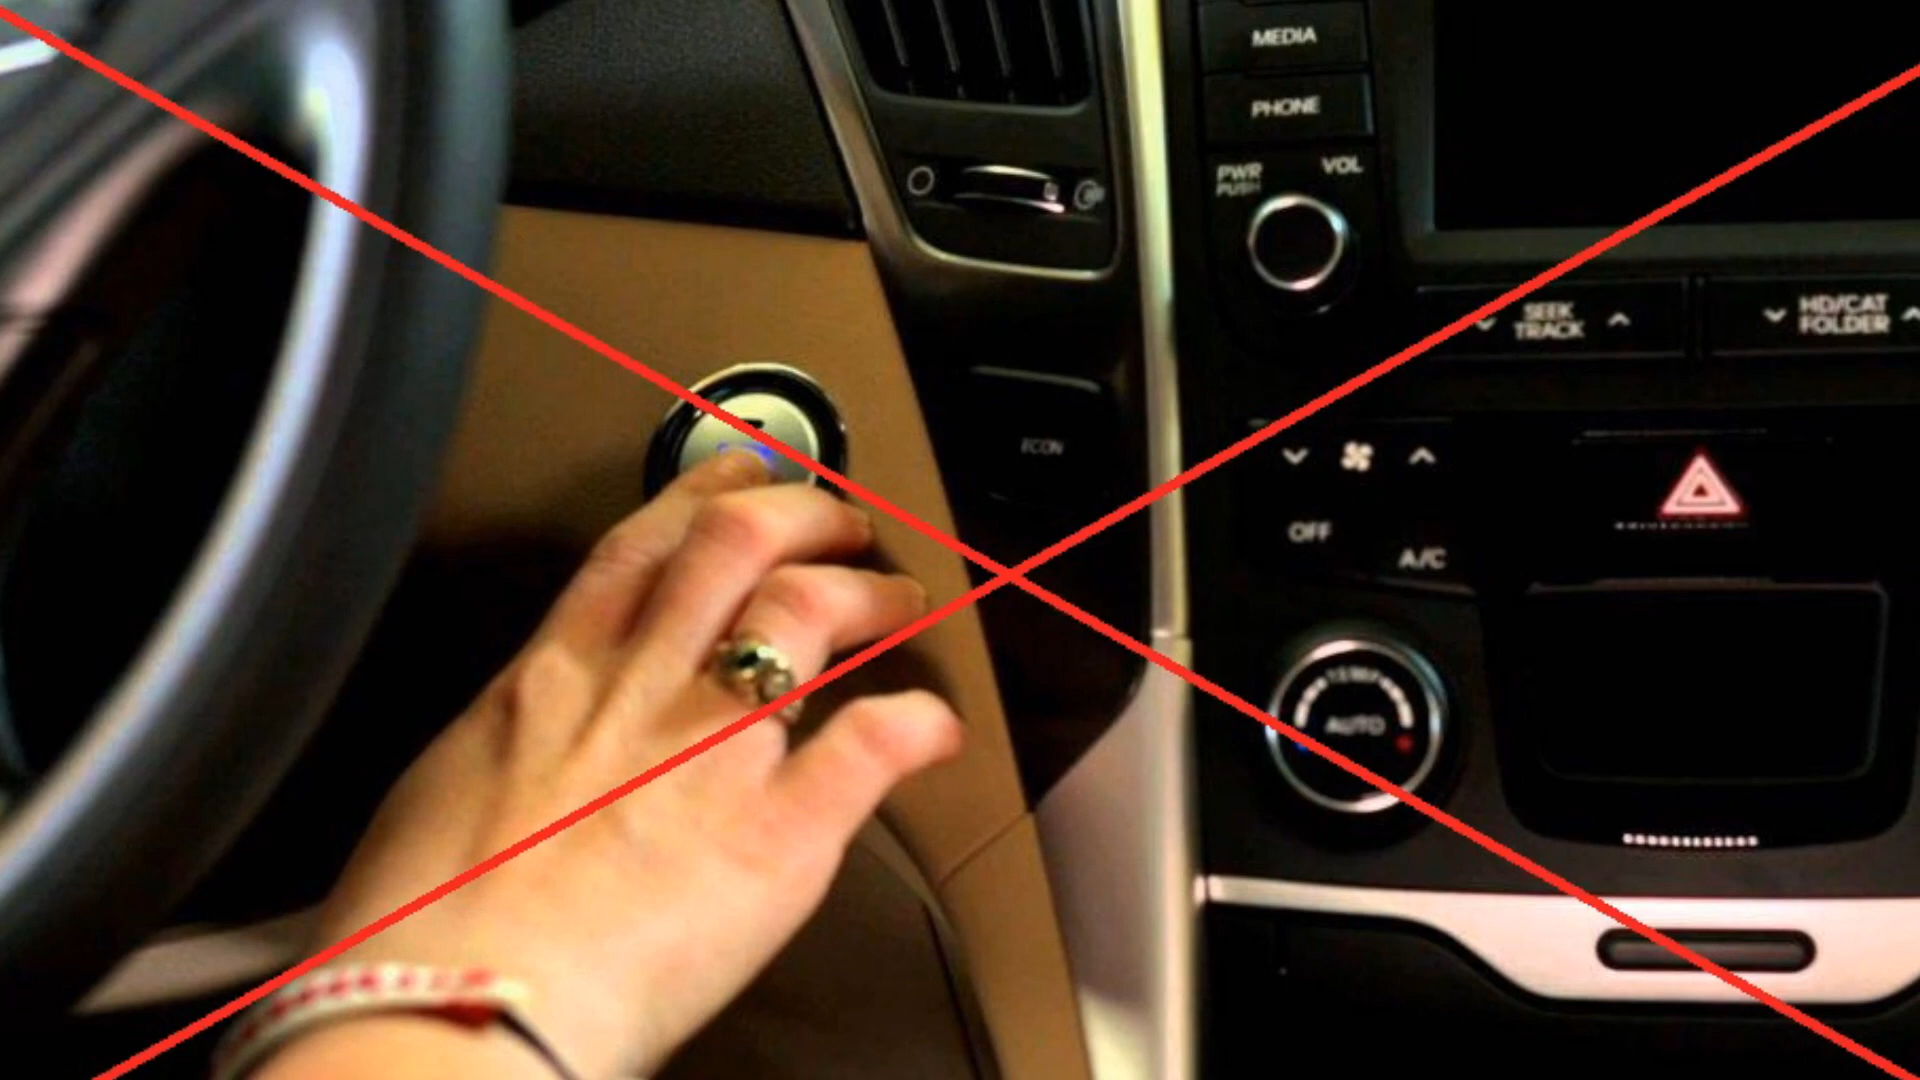 MEDIA
PHONE
PWR
PUSH
VOL
SEEK
TRACK
HD/CAT
FOLDER
ECON
OFF
A/C
TEMP
AUTO